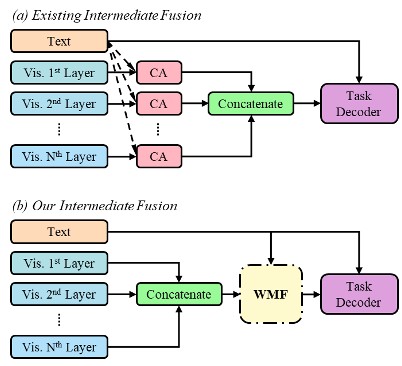 (a) Existing Intermediate Fusion
Text
Vis. 1st Layer
CA
Vis. 2nd Layer
CA
Concatenate
Task
Decoder
Vis. Nth Layer
CA
(b) Our Intermediate Fusion
Text
Vis. 1st Layer
Vis. 2nd Layer
Concatenate
WMF
Task
Decoder
Vis. Nth Layer